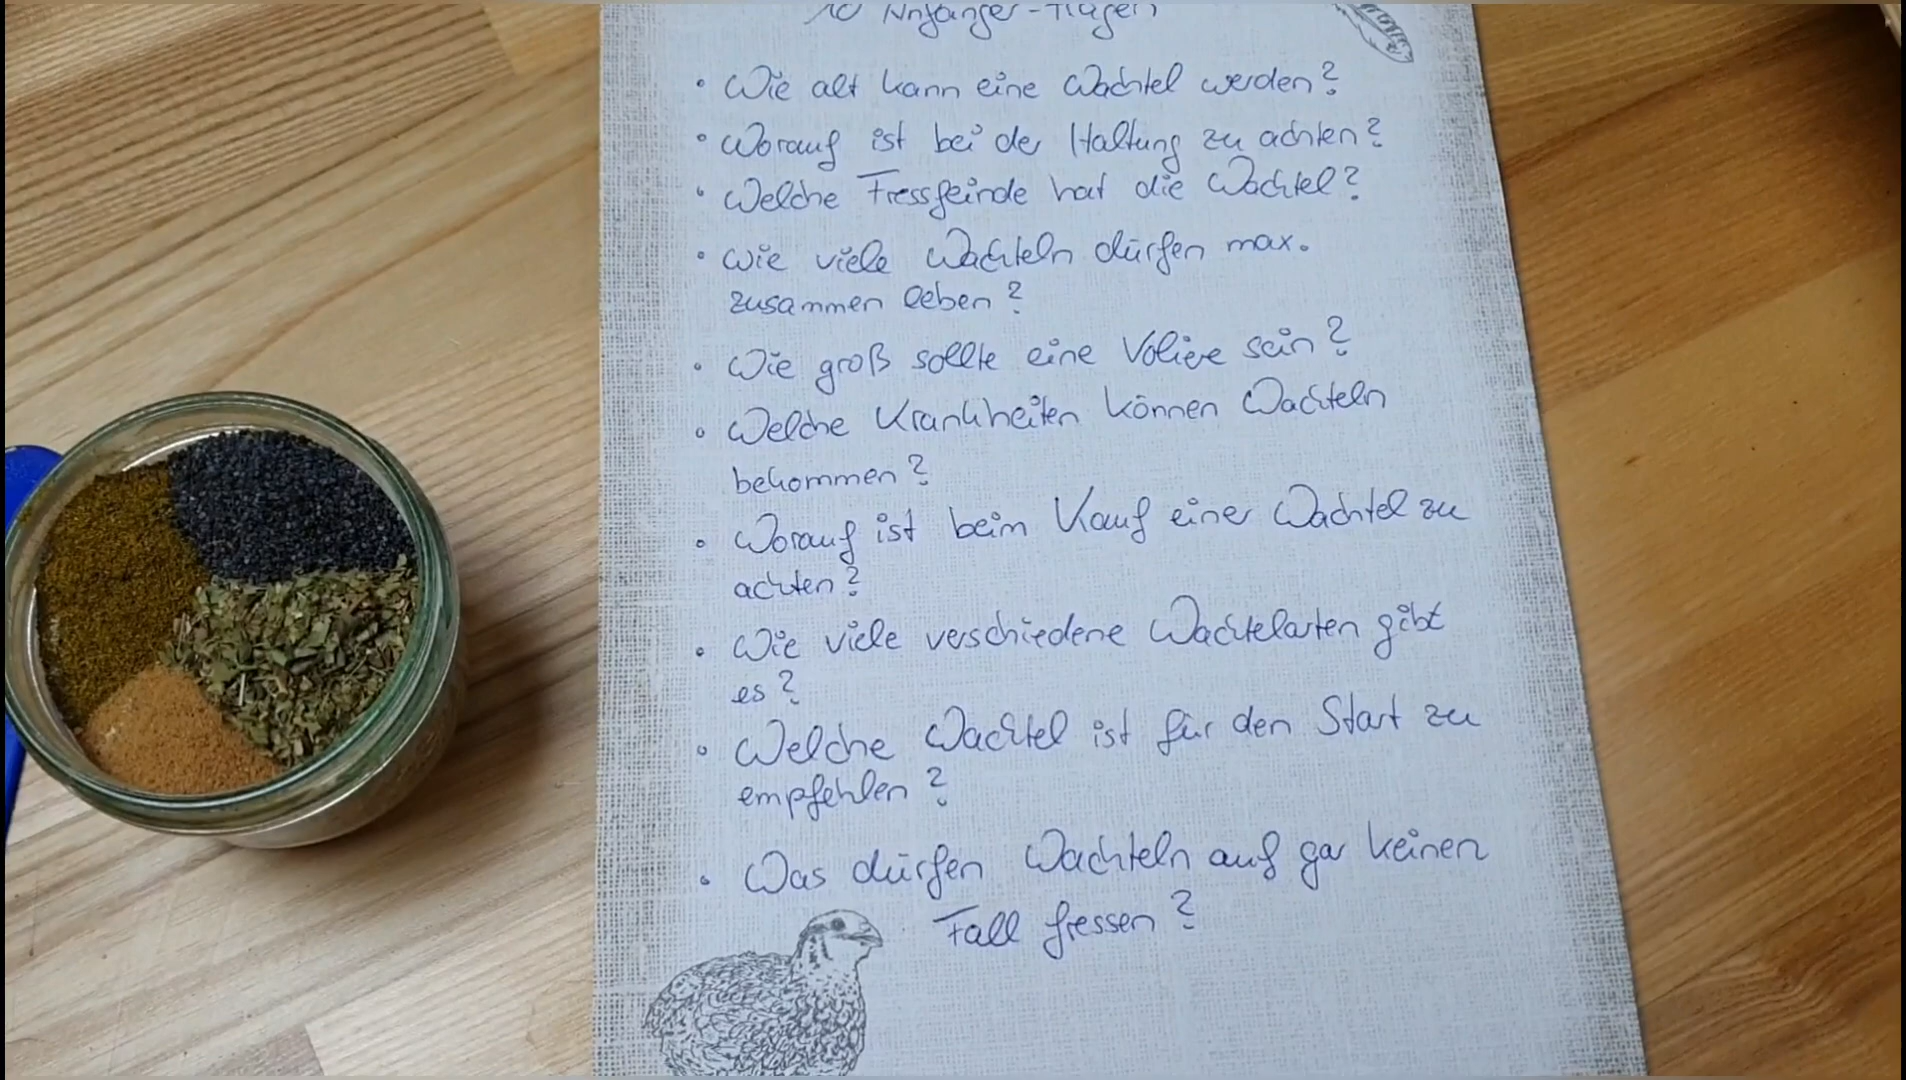 10 Anfänger-Fragen
• Wie alt kann eine Wachtel werden?
• Worauf ist bei der Haltung zu achten?
• Welche Fressfeinde hat die Wachtel?
• Wie viele Wachteln dürfen max.
zusammen leben?
• Wie groß sollte eine Voliere sein?
• Welche Krankheiten können Wachteln
bekommen?
• Worauf ist beim Kauf einer Wachtel zu
achten?
• Wie viele verschiedene Wachtelarten gibt
es?
• Welche Wachtel ist für den Start zu
empfehlen?
• Was dürfen Wachteln auf gar keinen
Fall fressen?